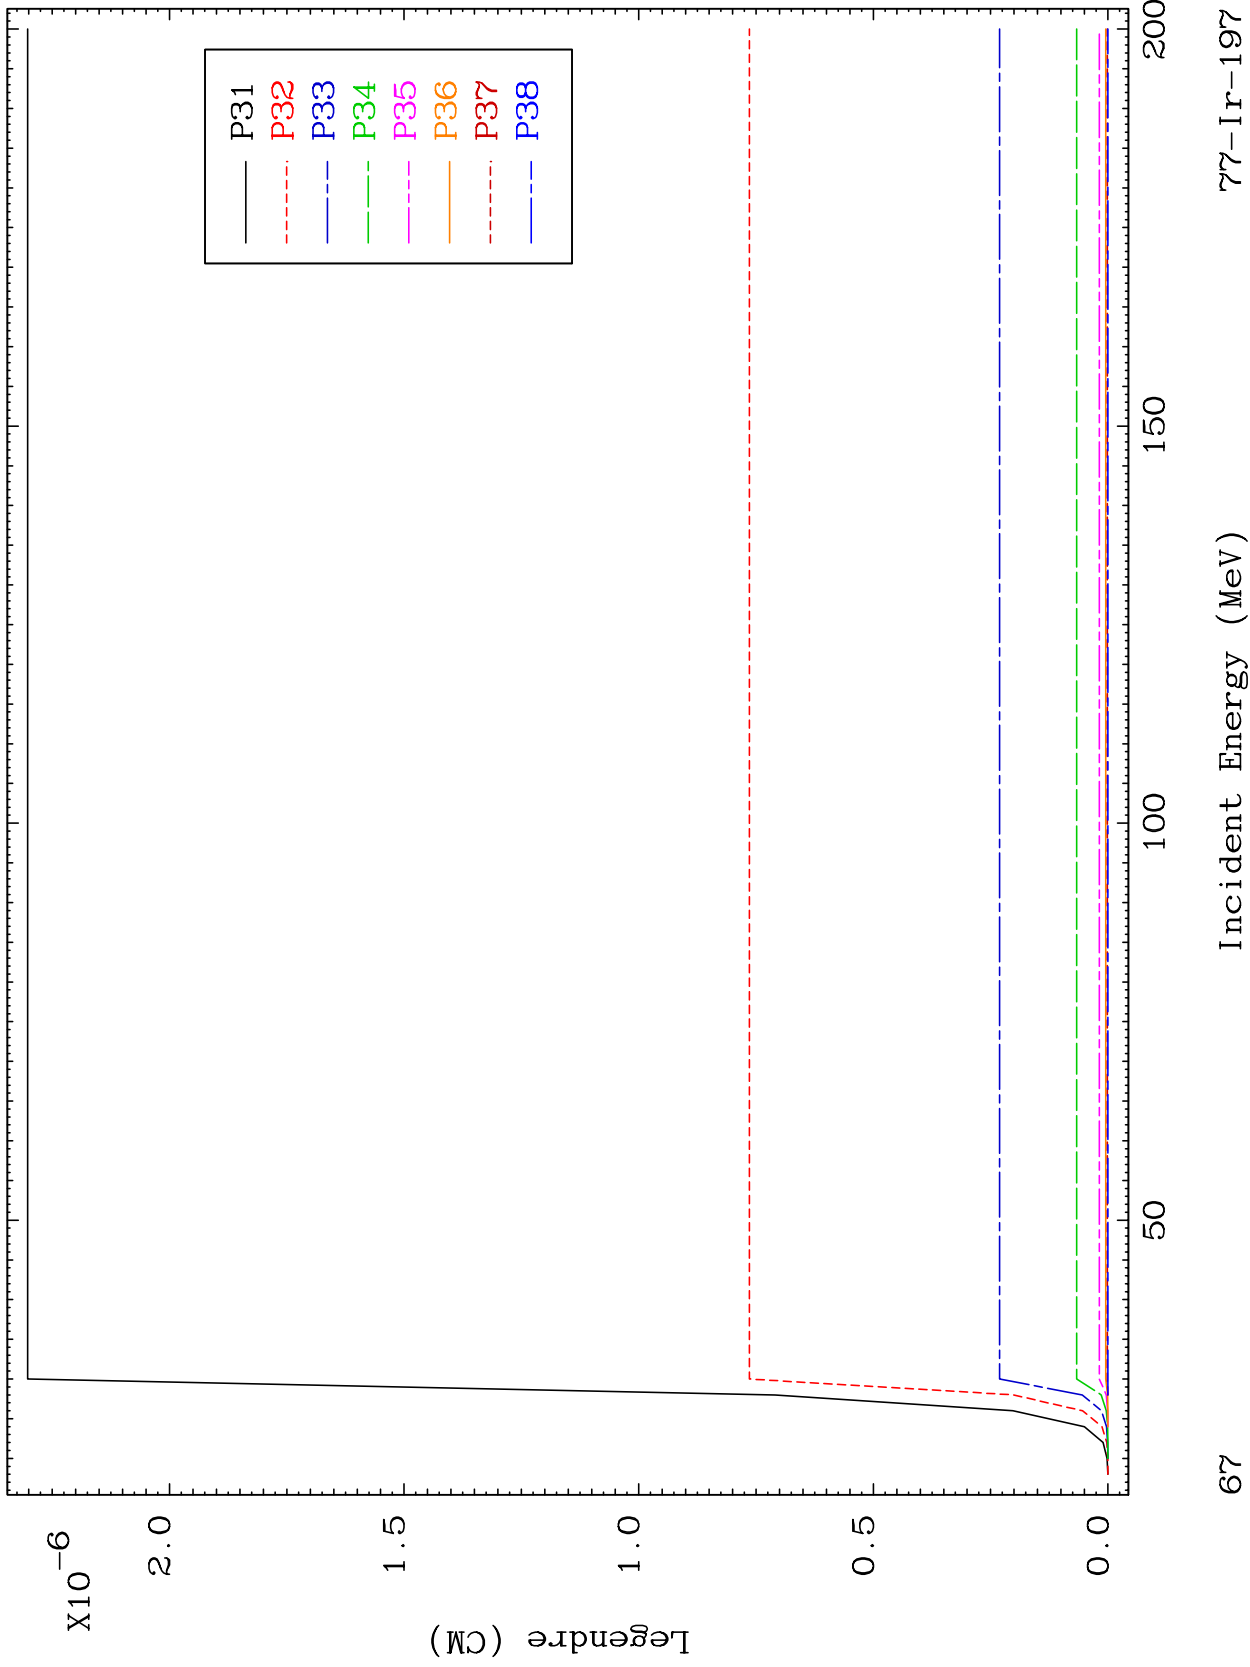 X10-6
2.0
1.5
1.0
0.5
0.0
Legendre (CM)
P31
P32
P33
P34
P35
P36
P37
P38
50
100
150
200
67
Incident Energy (MeV)
77-Ir-197